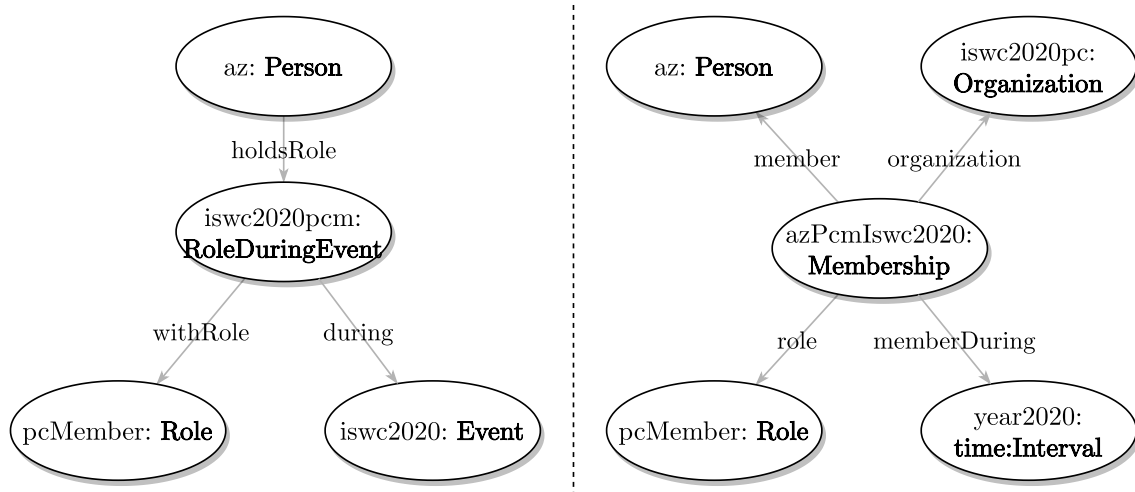 az: Person
holdsRole
iswc2020pcm:
RoleDuringEvent
withRole
during
pcMember: Role
iswc2020: Event
az: Person
iswc2020pc:
Organization
member
organization
azPcmIswc2020:
Membership
role
memberDuring
pcMember: Role
year2020:
time:Interval